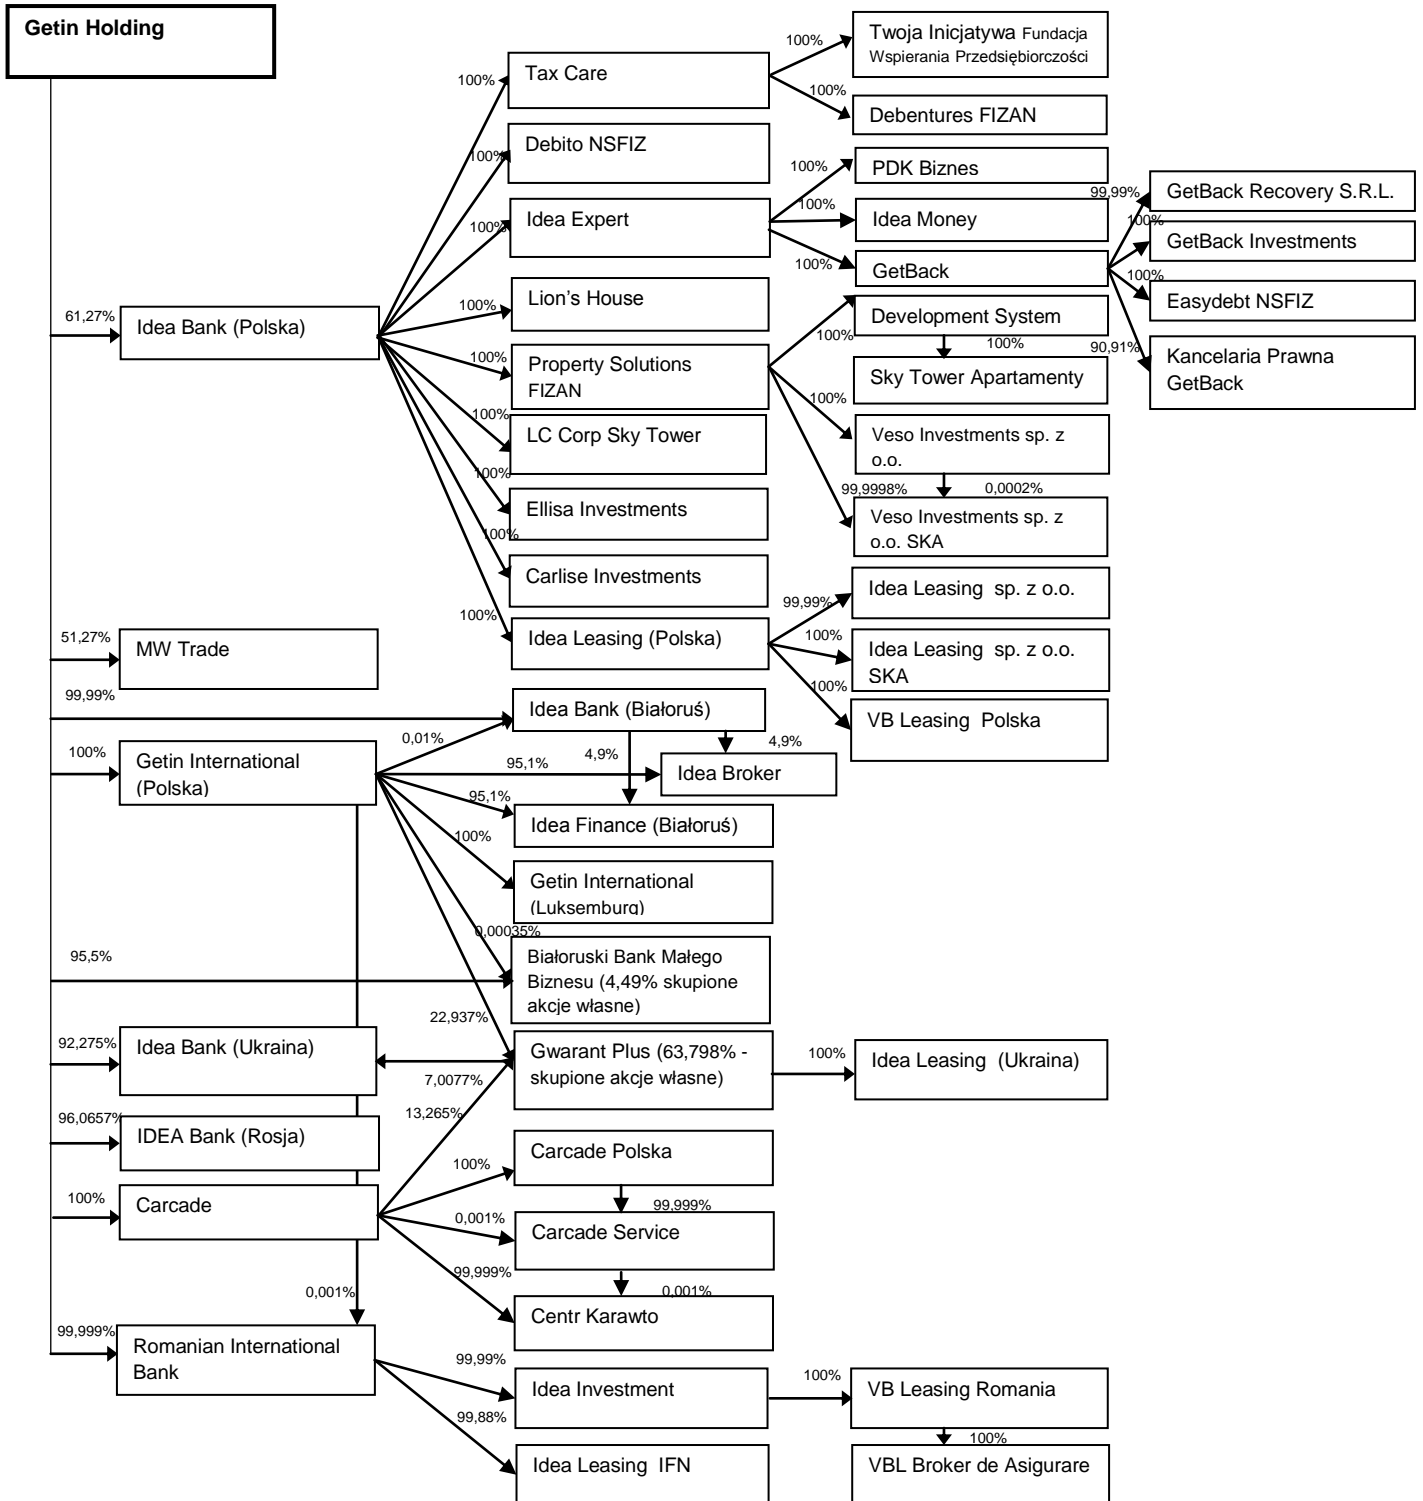 Getin Holding
Twoja Inicjatywa Fundacja
Wspierania Przedsiębiorczości
100%
Tax Care
100%
100%
Debentures FIZAN
Debito NSFIZ
100%
PDK Biznes
100%
GetBack Recovery S.R.L.
99,99%
Idea Expert
100%
Idea Money
100%
GetBack Investments
100%
GetBack
100%
Easydebt NSFIZ
100%
Lion's House
100%
61,27%
Idea Bank (Polska)
Development System
100%
100%
90,91%
Kancelaria Prawna
GetBack
Property Solutions
FIZAN
100%
Sky Tower Apartamenty
100%
LC Corp Sky Tower
100%
Veso Investments sp. z
o.o.
100%
99,9998%
0,0002%
Ellisa Investments
Veso Investments sp. z
o.o. SKA
100%
Carlise Investments
Idea Leasing  sp. z o.o.
99,99%
100%
Idea Leasing (Polska)
100%
Idea Leasing  sp. z o.o.
SKA
51,27%
MW Trade
100%
VB Leasing  Polska
99,99%
Idea Bank (Białoruś)
0,01%
4,9%
4,9%
100%
Getin International
(Polska)
95,1%
Idea Broker
95,1%
Idea Finance (Białoruś)
100%
Getin International
(Luksemburg)
0,00035%
95,5%
Białoruski Bank Małego
Biznesu (4,49% skupione
akcje własne)
22,937%
92,275%
Idea Bank (Ukraina)
Gwarant Plus (63,798% -
skupione akcje własne)
100%
Idea Leasing  (Ukraina)
7,0077%
13,265%
96,0657%
IDEA Bank (Rosja)
Carcade Polska
100%
100%
Carcade
99,999%
0,001%
Carcade Service
99,999%
0,001%
0,001%
Centr Karawto
99,999%
Romanian International
Bank
99,99%
Idea Investment
100%
VB Leasing Romania
99,88%
100%
Idea Leasing  IFN
VBL Broker de Asigurare